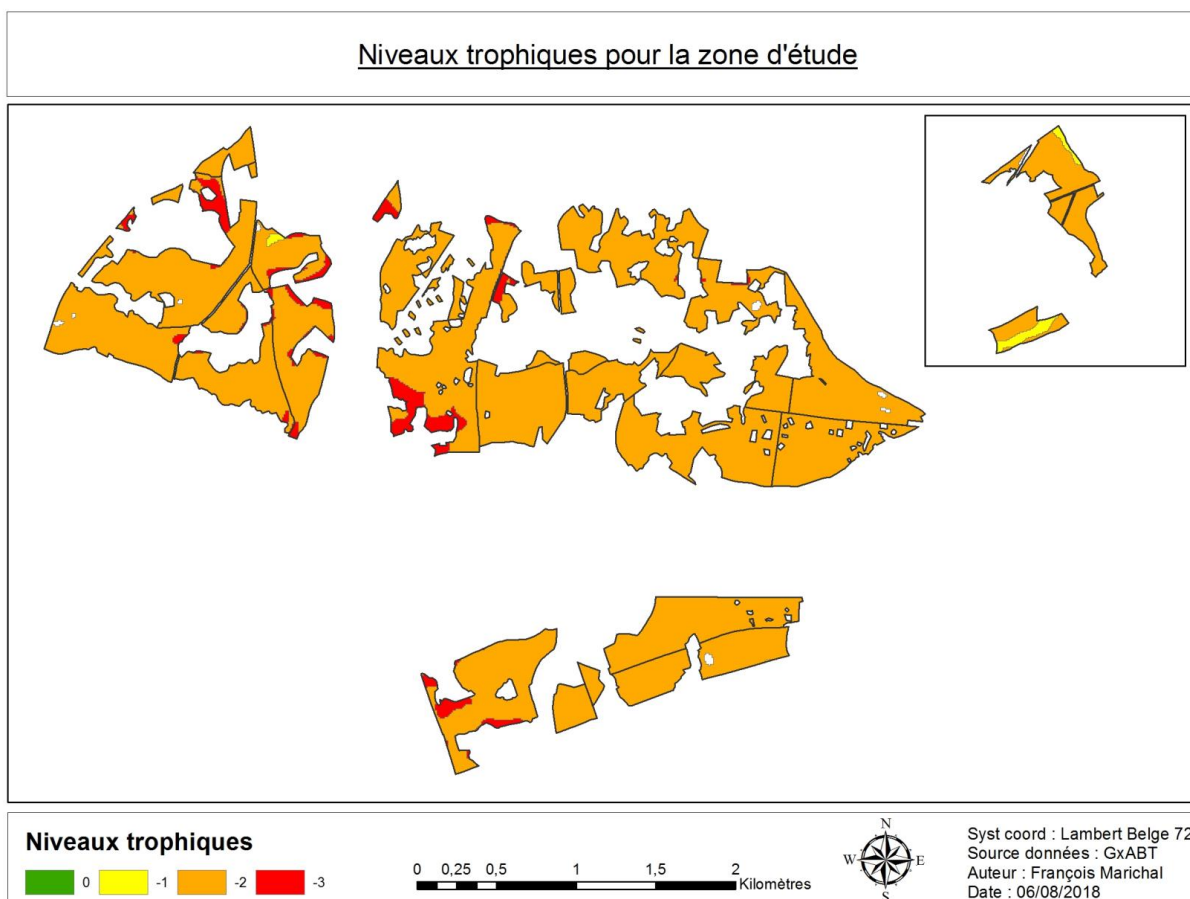 Niveaux trophiques pour la zone d'étude
Niveaux trophiques
0 -1 -2 -3
0 0,25 0,5 1 1,5 2
Kilomètres
N
W E
S
Syst coord : Lambert Belge 72
Source données : GxABT
Auteur : François Marichal
Date : 06/08/2018